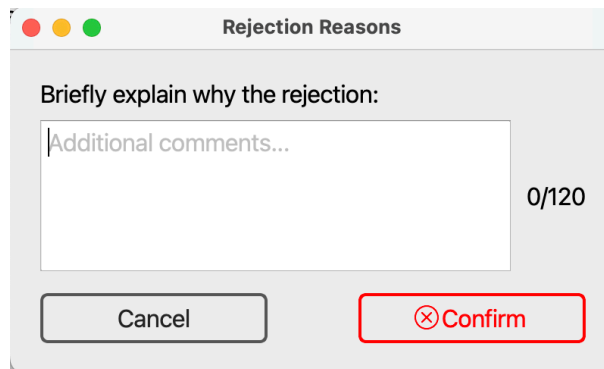 Rejection Reasons
Briefly explain why the rejection:
Additional comments...
0/120
Cancel
Confirm